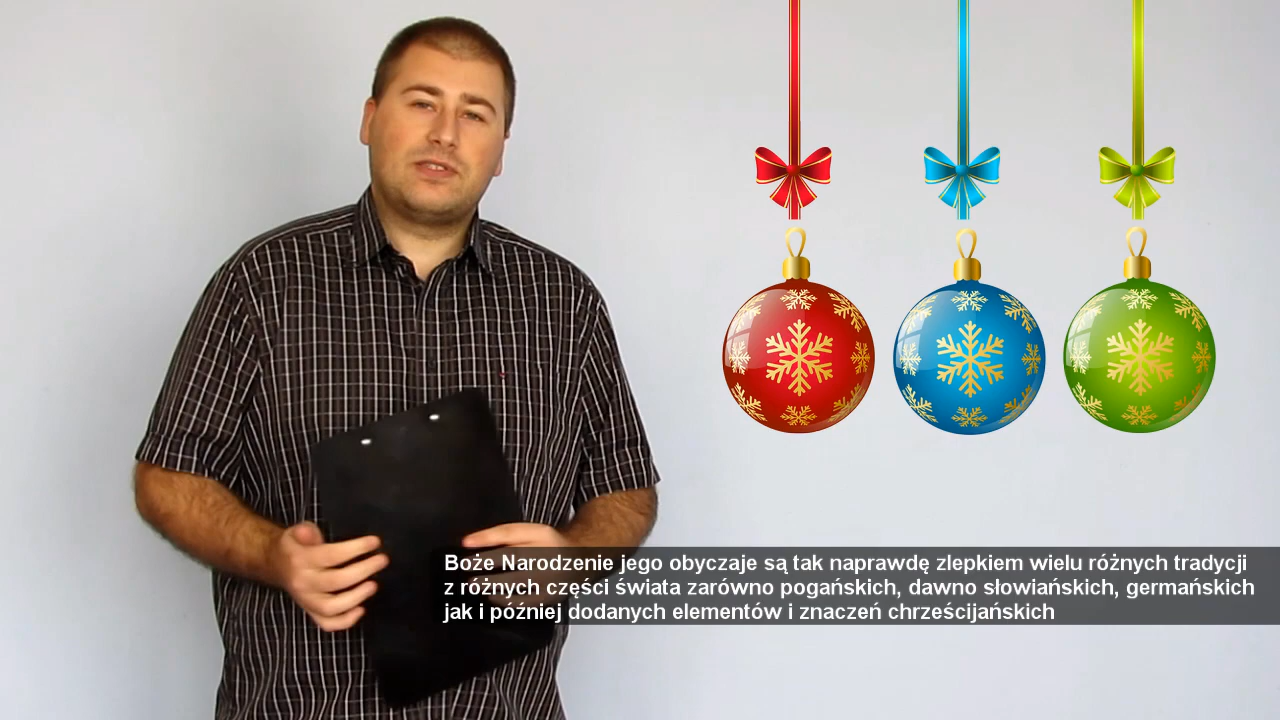 Boże Narodzenie jego obyczaje są tak naprawdę zlepkiem wielu różnych tradycji
z różnych części świata zarówno pogańskich, dawno słowiańskich, germańskich
jak i później dodanych elementów i znaczeń chrześcijańskich